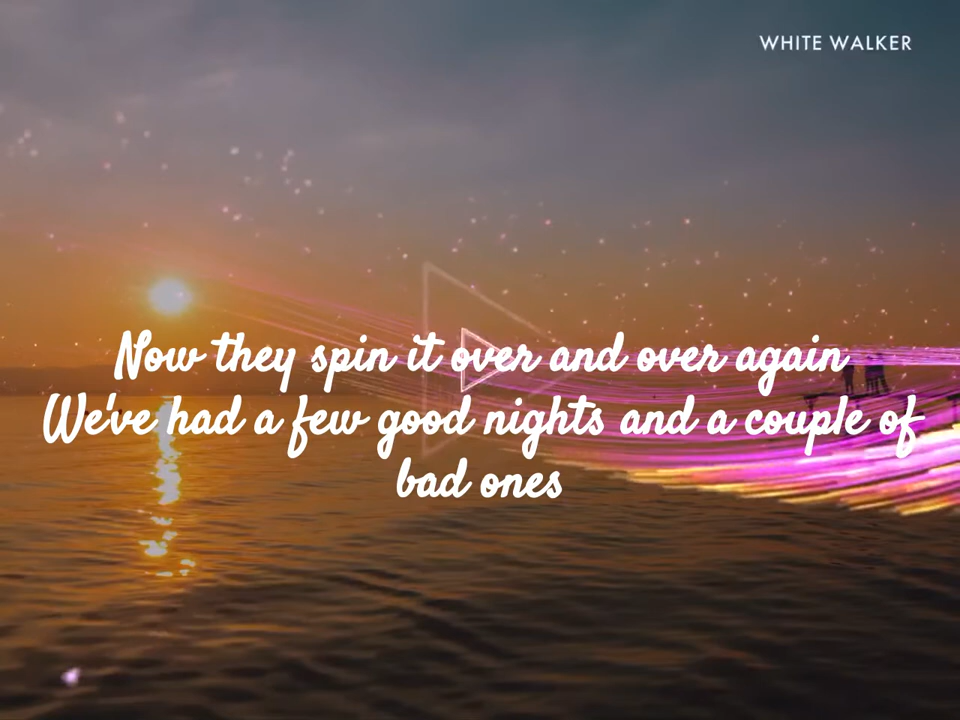 WHITE WALKER
Now they spin it over and over again
We've had a few good nights and a couple of
bad ones